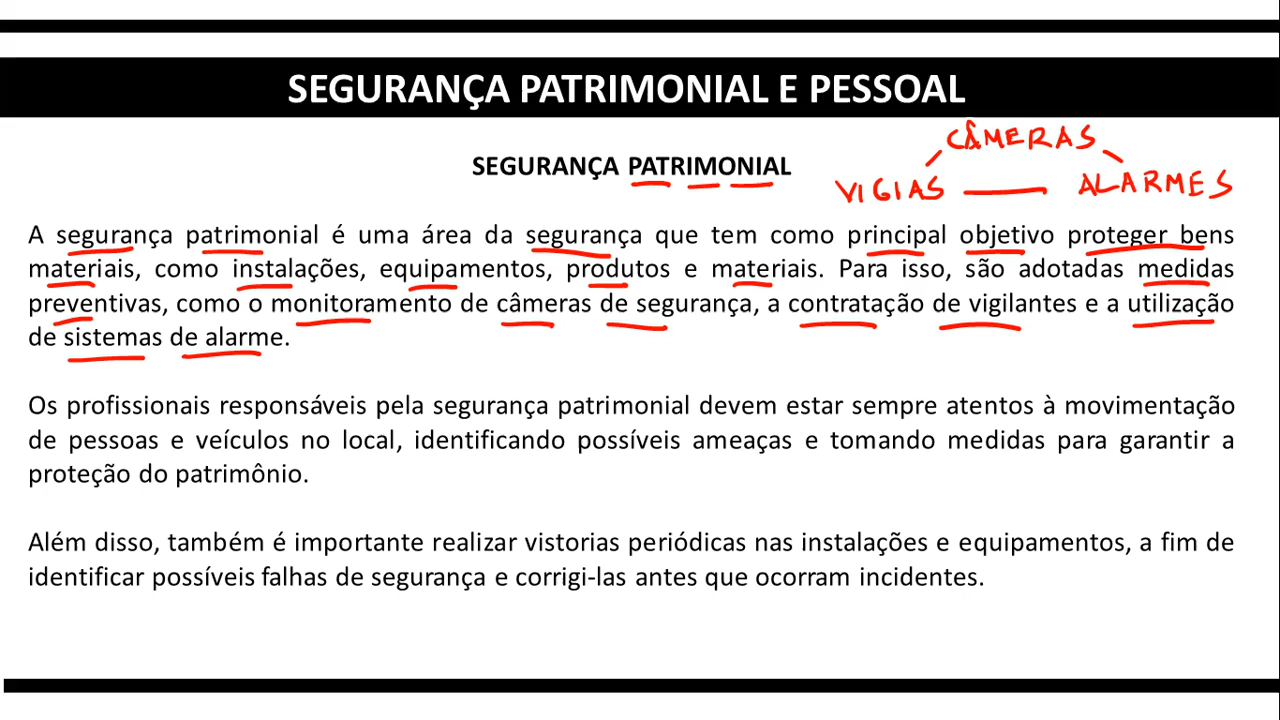 SEGURANÇA PATRIMONIAL E PESSOAL
CÂMERAS
SEGURANÇA PATRIMONIAL
VIGIAS ALARMES
A segurança patrimonial é uma área da segurança que tem como principal objetivo proteger bens
materiais, como instalações, equipamentos, produtos e materiais. Para isso, são adotadas medidas
preventivas, como o monitoramento de câmeras de segurança, a contratação de vigilantes e a utilização
de sistemas de alarme.
Os profissionais responsáveis pela segurança patrimonial devem estar sempre atentos à movimentação
de pessoas e veículos no local, identificando possíveis ameaças e tomando medidas para garantir a
proteção do patrimônio.
Além disso, também é importante realizar vistorias periódicas nas instalações e equipamentos, a fim de
identificar possíveis falhas de segurança e corrigi-las antes que ocorram incidentes.